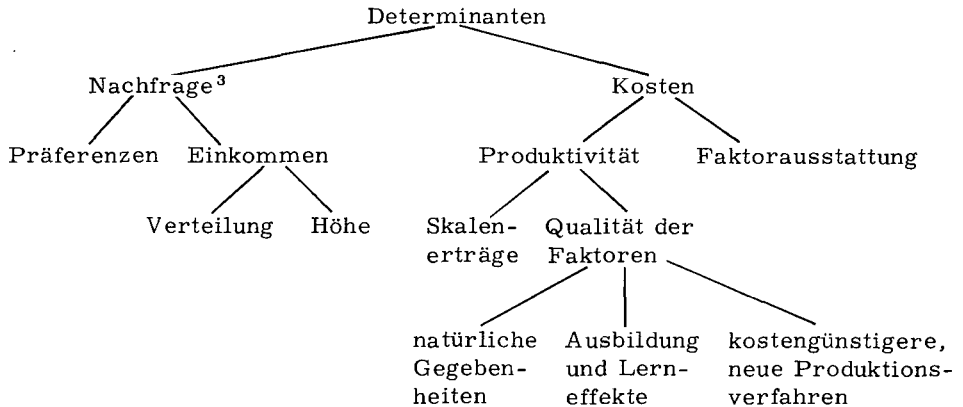 Determinanten
Nachfrage³ Kosten
Präferenzen Einkommen Produktivität Faktorausstattung
Verteilung Höhe Skalen- Qualität der
erträge Faktoren
natürliche Ausbildung kostengünstigere,
Gegeben- und Lern- neue Produktions-
heiten effekte verfahren